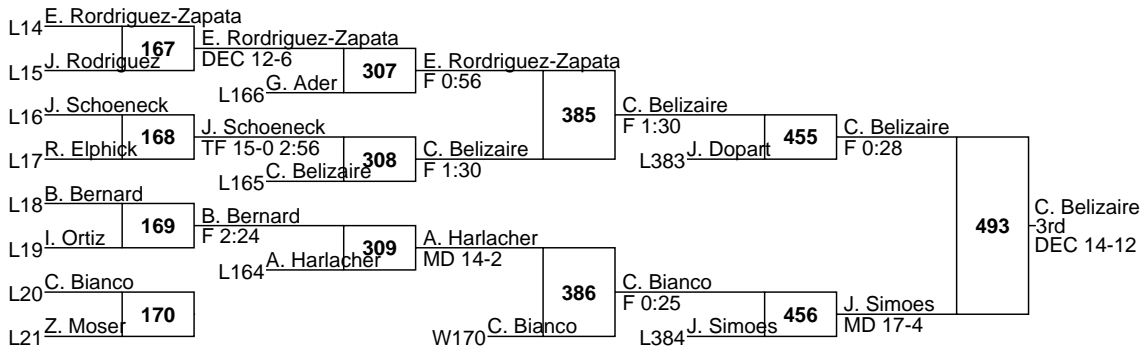 L14 E. Rordriguez-Zapata
167
L15 J. Rodriguez
E. Rordriguez-Zapata
DEC 12-6
307
L166 G. Ader
E. Rordriguez-Zapata
F 0:56
L16 J. Schoeneck
168
L17 R. Elphick
J. Schoeneck
TF 15-0 2:56
308
L165 C. Belizaire
C. Belizaire
F 1:30
385
C. Belizaire
F 1:30
455
L383 J. Dopart
C. Belizaire
F 0:28
L18 B. Bernard
169
L19 I. Ortiz
B. Bernard
F 2:24
309
L164 A. Harlacher
A. Harlacher
MD 14-2
L20 C. Bianco
170
L21 Z. Moser
386
W170 C. Bianco
C. Bianco
F 0:25
456
L384 J. Simoes
J. Simoes
MD 17-4
493
C. Belizaire
3rd
DEC 14-12